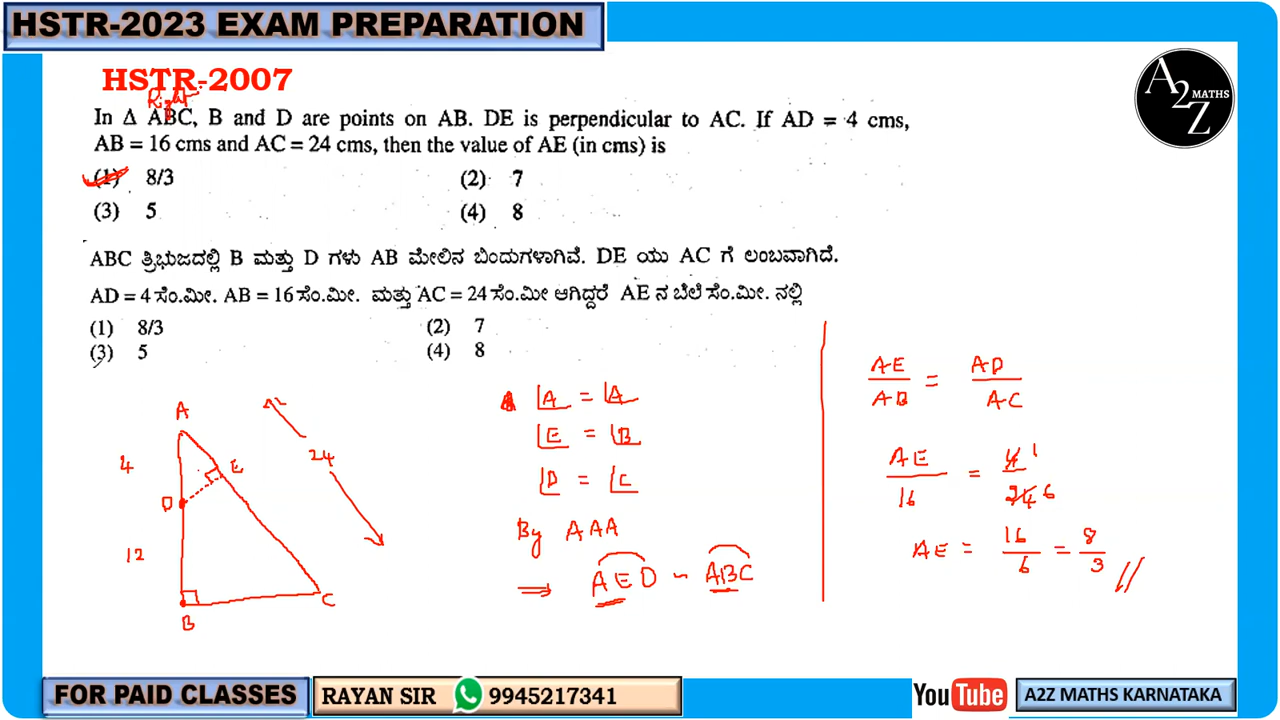 HSTR-2023 EXAM PREPARATION
A2Z MATHS
HSTR-2007
Right
In Δ ABC, B and D are points on AB. DE is perpendicular to AC. If AD = 4 cms,
AB = 16 cms and AC = 24 cms, then the value of AE (in cms) is
(1) 8/3 (2) 7
(3) 5 (4) 8
ABC ತ್ರಿಭುಜದಲ್ಲಿ B ಮತ್ತು D ಗಳು AB ಮೇಲಿನ ಬಿಂದುಗಳಾಗಿವೆ. DE ಯು AC ಗೆ ಲಂಬವಾಗಿದೆ.
AD = 4 ಸೆಂ.ಮೀ. AB = 16 ಸೆಂ.ಮೀ. ಮತ್ತು AC = 24 ಸೆಂ.ಮೀ ಆಗಿದ್ದರೆ AE ನ ಬೆಲೆ ಸೆಂ.ಮೀ. ನಲ್ಲಿ
(1) 8/3 (2) 7
(3) 5 (4) 8
A
4
E
24
D
12
B
C
∠A = ∠A
∠E = ∠B
∠D = ∠C
By AAA
⇒ AED ~ ABC
AE/AB = AD/AC
AE/16 = 4/24 1 6
AE = 16/6 = 8/3 //
FOR PAID CLASSES
RAYAN SIR 9945217341
YouTube
A2Z MATHS KARNATAKA